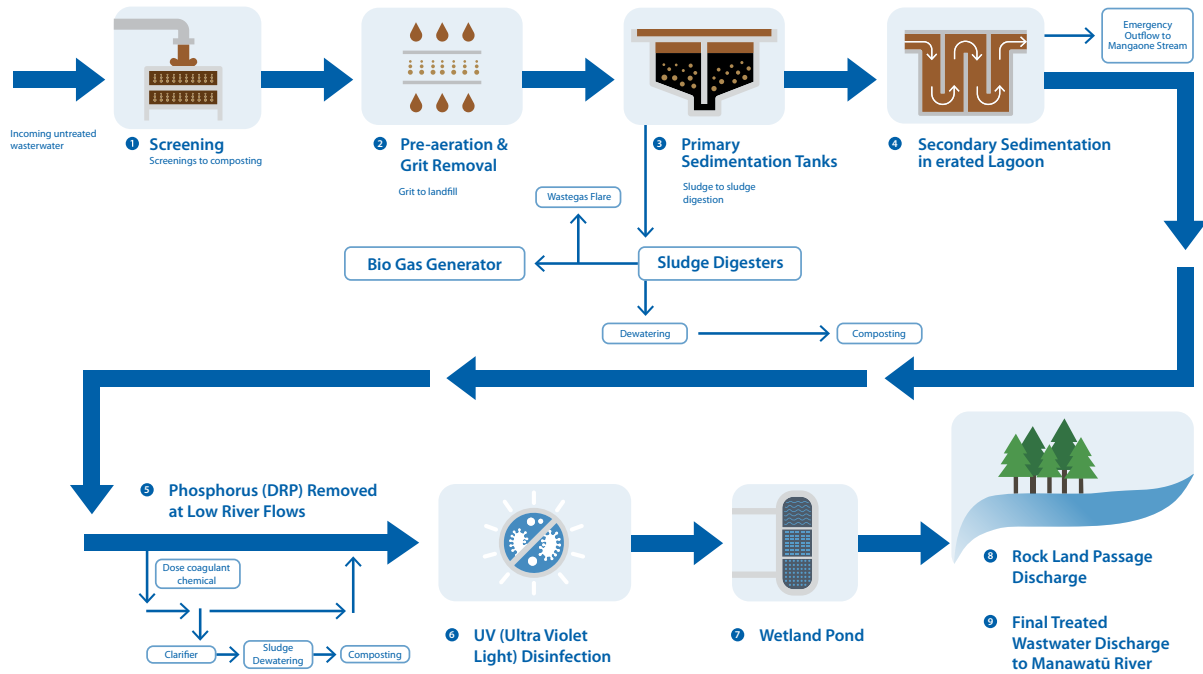 Incoming untreated
wasterwater
1 Screening
Screenings to composting
2 Pre-aeration &
Grit Removal
Grit to landfill
3 Primary
Sedimentation Tanks
Sludge to sludge
digestion
4 Secondary Sedimentation
in erated Lagoon
Emergency
Outflow to
Mangaone Stream
Wastegas Flare
Bio Gas Generator
Sludge Digesters
Dewatering
Composting
5 Phosphorus (DRP) Removed
at Low River Flows
Dose coagulant
chemical
Clarifier
Sludge
Dewatering
Composting
6 UV (Ultra Violet
Light) Disinfection
7 Wetland Pond
8 Rock Land Passage
Discharge
9 Final Treated
Wastwater Discharge
to Manawatū River